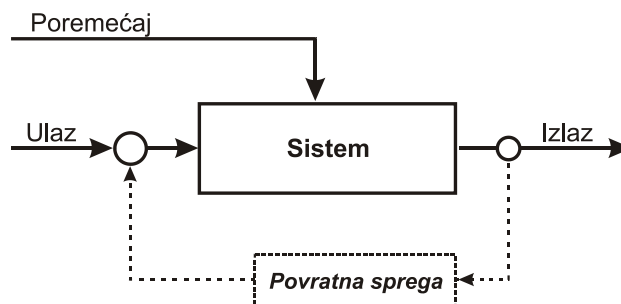 Poremećaj
Ulaz
Sistem
Izlaz
Povratna sprega